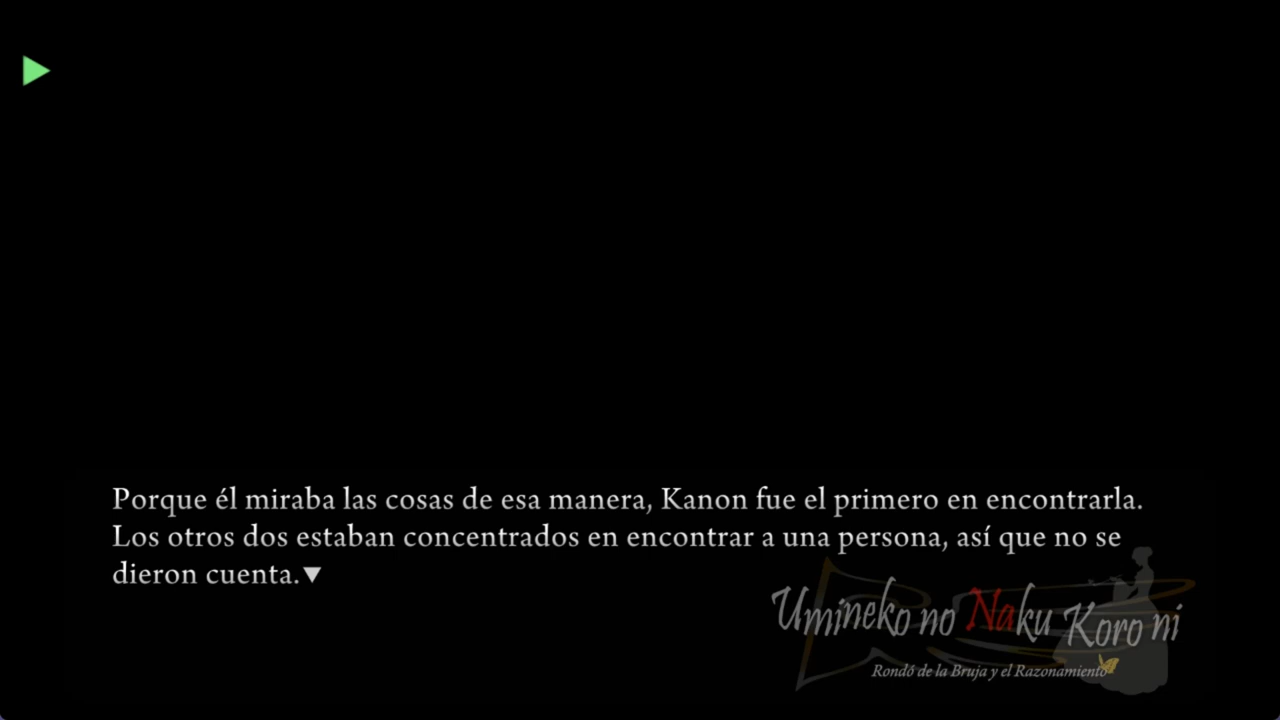 Porque él miraba las cosas de esa manera, Kanon fue el primero en encontrarla.
Los otros dos estaban concentrados en encontrar a una persona, así que no se
dieron cuenta.▼
Umineko no Naku Koro ni
Rondó de la Bruja y el Razonamiento